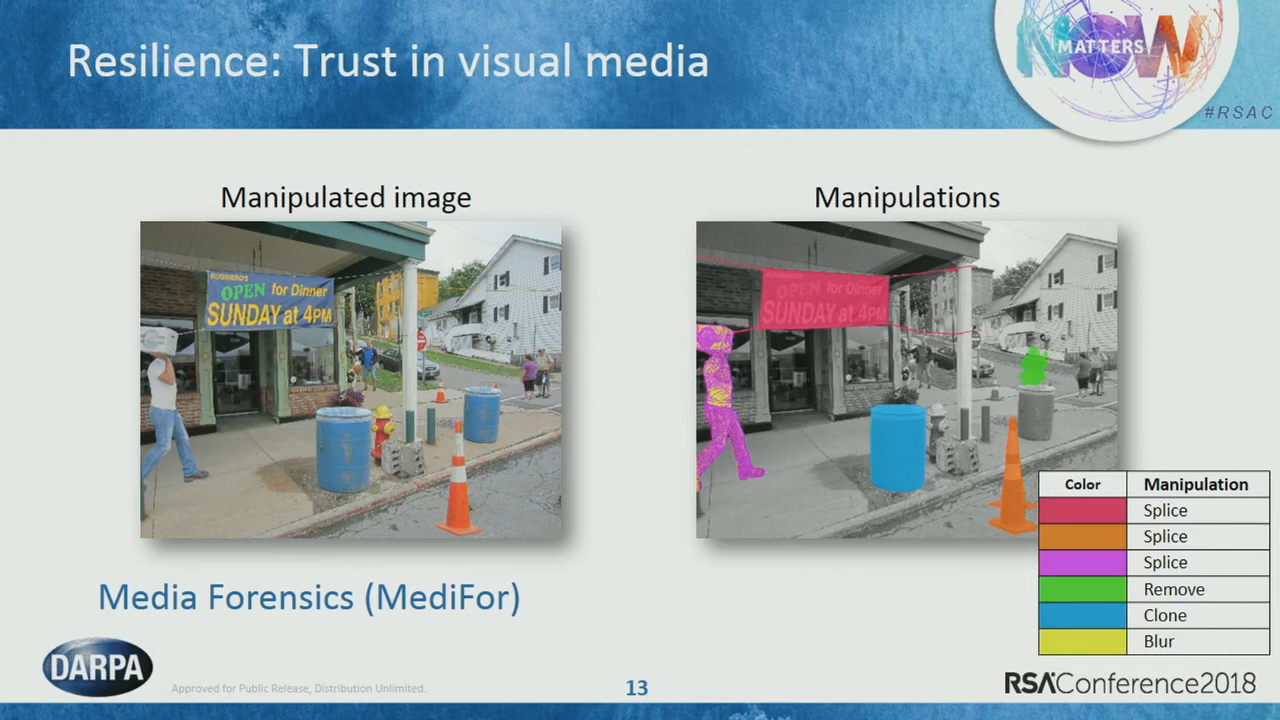 Resilience: Trust in visual media
NOW
MATTERS
#RSAC
Manipulated image
Manipulations
RUGGIERO'S
OPEN for Dinner
SUNDAY at 4PM
RUGGIERO'S
OPEN for Dinner
SUNDAY at 4PM
Color Manipulation
Splice
Splice
Splice
Remove
Clone
Blur
Media Forensics (MediFor)
DARPA
Approved for Public Release, Distribution Unlimited.
13
RSAConference2018